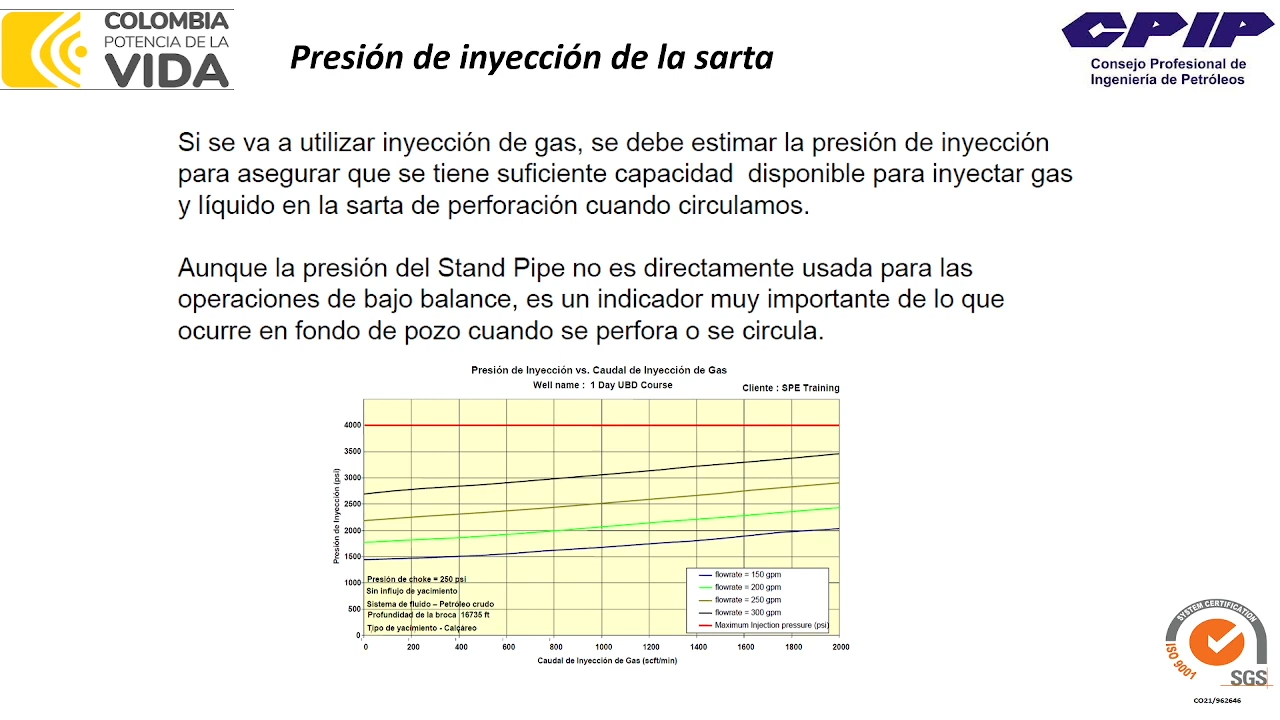 COLOMBIA
POTENCIA DE LA
VIDA
Presión de inyección de la sarta
CPIP
Consejo Profesional de
Ingeniería de Petróleos
Si se va a utilizar inyección de gas, se debe estimar la presión de inyección
para asegurar que se tiene suficiente capacidad disponible para inyectar gas
y líquido en la sarta de perforación cuando circulamos.
Aunque la presión del Stand Pipe no es directamente usada para las
operaciones de bajo balance, es un indicador muy importante de lo que
ocurre en fondo de pozo cuando se perfora o se circula.
Presión de Inyección vs. Caudal de Inyección de Gas
Well name : 1 Day UBD Course
Cliente : SPE Training
Presión de Inyección (psi)
4000
3500
3000
2500
2000
1500
1000
500
0
Presión de choke = 250 psi
Sin influjo de yacimiento
Sistema de fluido – Petróleo crudo
Profundidad de la broca 16735 ft
Tipo de yacimiento - Calcáreo
flowrate = 150 gpm
flowrate = 200 gpm
flowrate = 250 gpm
flowrate = 300 gpm
Maximum Injection pressure (psi)
0 200 400 600 800 1000 1200 1400 1600 1800 2000
Caudal de Inyección de Gas (scft/min)
SYSTEM CERTIFICATION
ISO 9001
SGS
CO21/962646